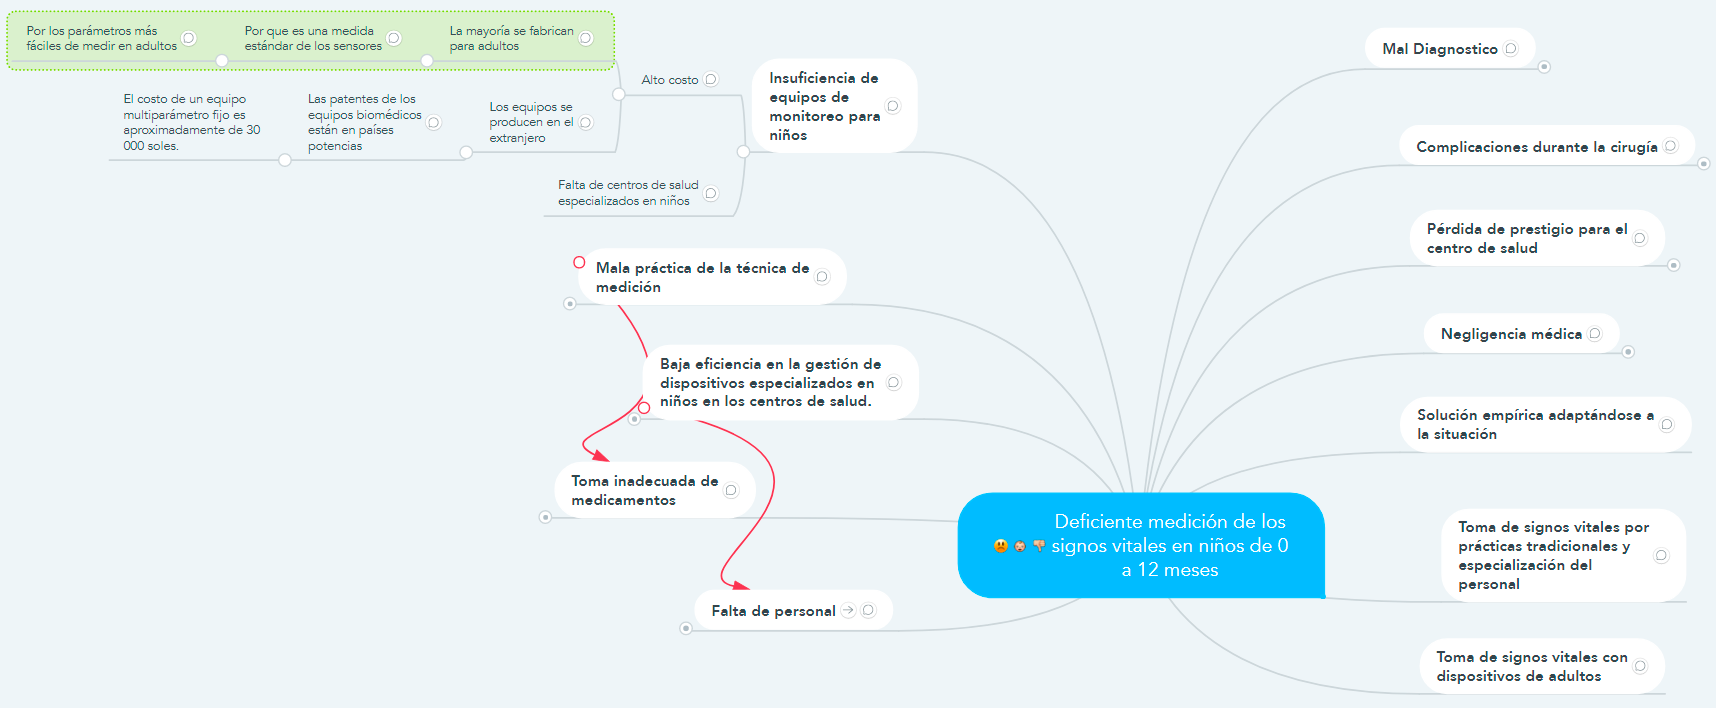 Por los parámetros más
fáciles de medir en adultos
Por que es una medida
estándar de los sensores
La mayoría se fabrican
para adultos
Alto costo
El costo de un equipo
multiparámetro fijo es
aproximadamente de 30
000 soles.
Las patentes de los
equipos biomédicos
están en países
potencias
Los equipos se
producen en el
extranjero
Falta de centros de salud
especializados en niños
Insuficiencia de
equipos de
monitoreo para
niños
Mala práctica de la técnica de
medición
Baja eficiencia en la gestión de
dispositivos especializados en
niños en los centros de salud.
Toma inadecuada de
medicamentos
Falta de personal
Deficiente medición de los
signos vitales en niños de 0
a 12 meses
Mal Diagnostico
Complicaciones durante la cirugía
Pérdida de prestigio para el
centro de salud
Negligencia médica
Solución empírica adaptándose a
la situación
Toma de signos vitales por
prácticas tradicionales y
especialización del
personal
Toma de signos vitales con
dispositivos de adultos